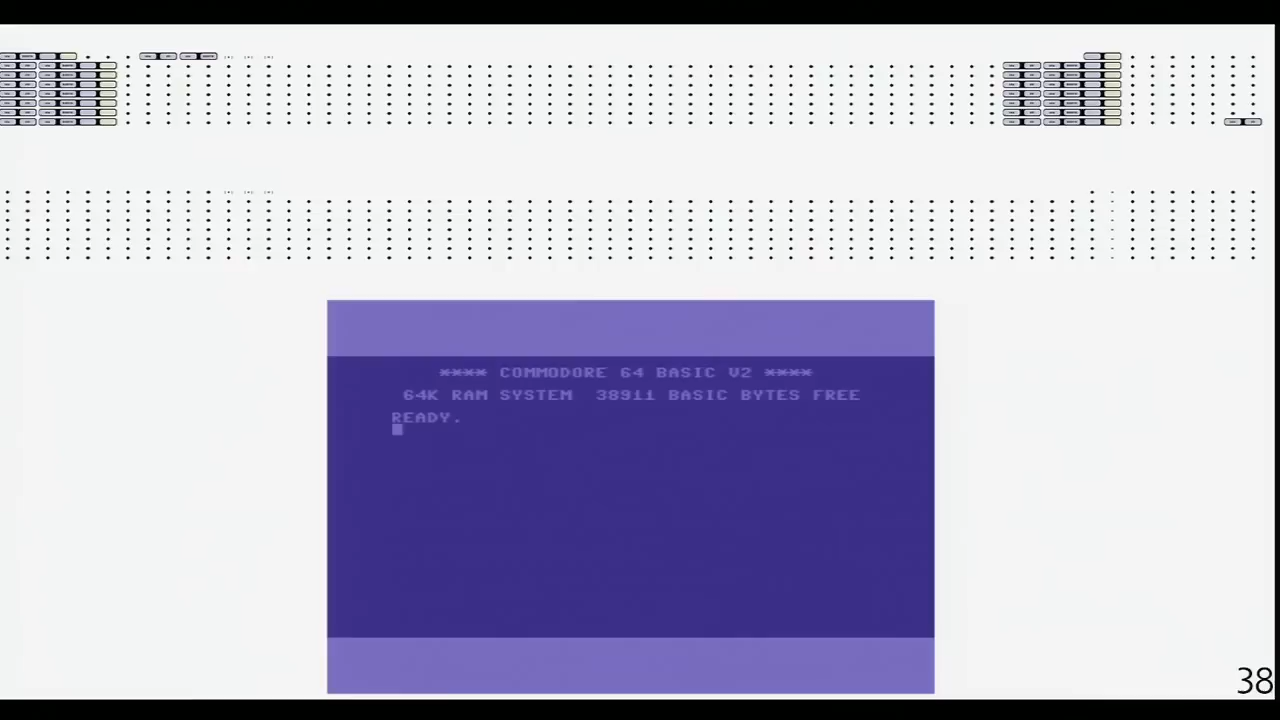 **** COMMODORE 64 BASIC V2 ****
64K RAM SYSTEM  38911 BASIC BYTES FREE
READY.
38